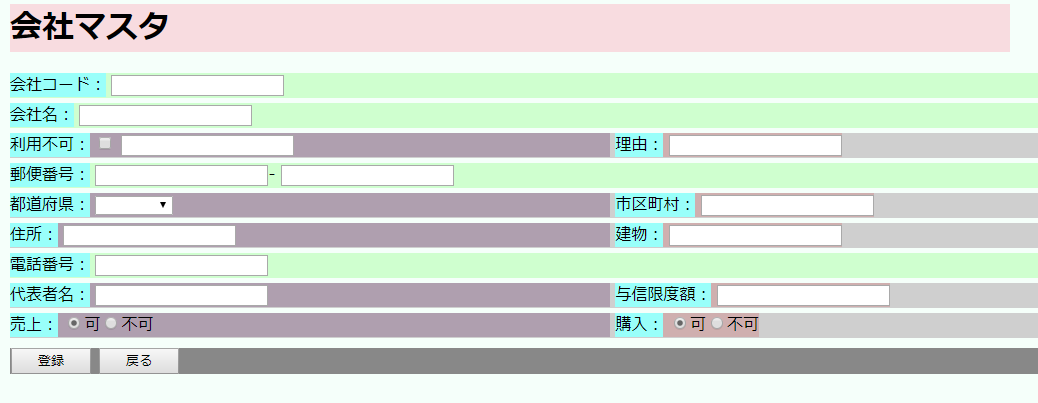 会社マスタ
会社コード：
会社名：
利用不可： 理由：
郵便番号： -
都道府県： 市区町村：
住所： 建物：
電話番号：
代表者名： 与信限度額：
売上： 可 不可 購入： 可 不可
登録 戻る